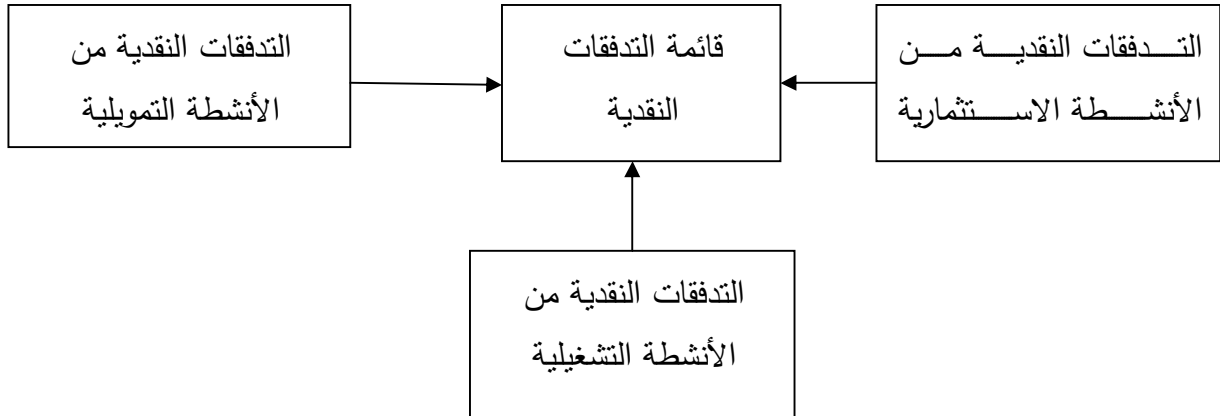 التدفقات النقدية من
الأنشطة الاستثمارية
قائمة التدفقات
النقدية
التدفقات النقدية من
الأنشطة التمويلية
التدفقات النقدية من
الأنشطة التشغيلية